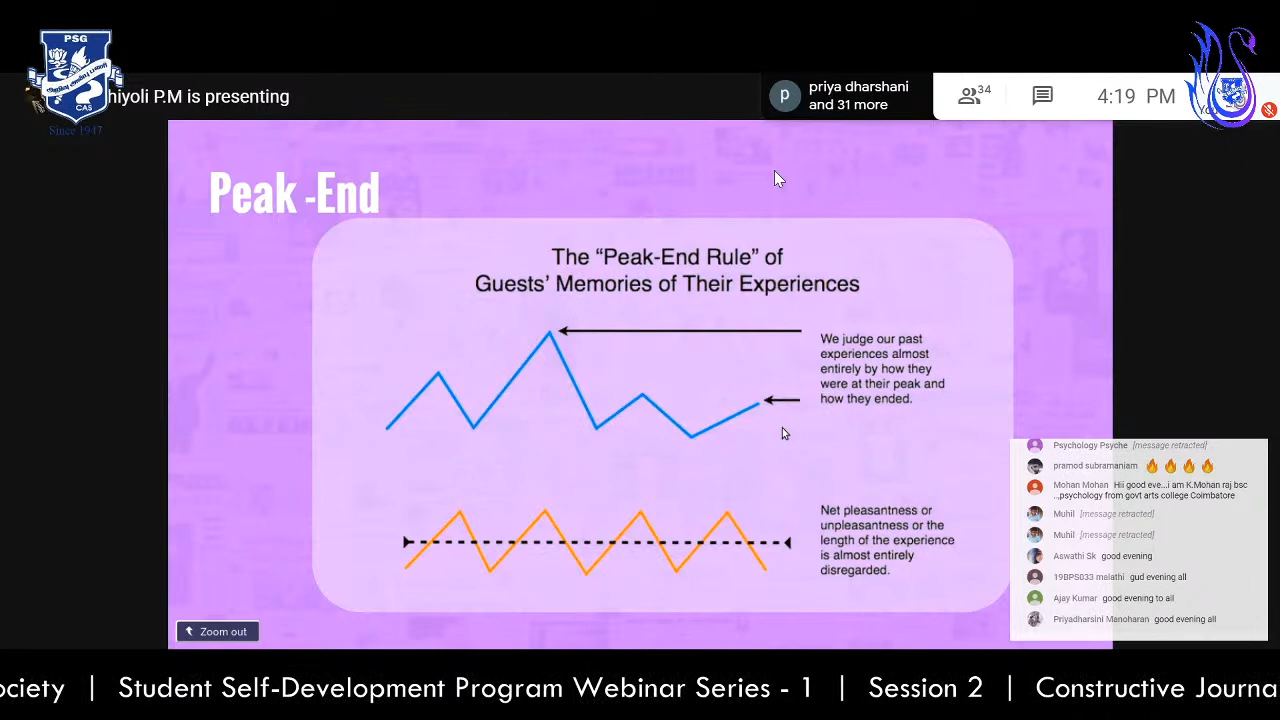 PSG
CAS
Since 1947
hiyoli P.M is presenting
p
priya dharshani
and 31 more
34
4:19 PM
Peak -End
The “Peak-End Rule” of
Guests’ Memories of Their Experiences
We judge our past
experiences almost
entirely by how they
were at their peak and
how they ended.
Net pleasantness or
unpleasantness or the
length of the experience
is almost entirely
disregarded.
Zoom out
Psychology Psyche [message retracted]
pramod subramaniam 🔥 🔥 🔥 🔥
Mohan Mohan Hii good eve...i am K.Mohan raj bsc
..,psychology from govt arts college Coimbatore
Muhil [message retracted]
Muhil [message retracted]
Aswathi Sk good evening
19BPS033 malathi gud evening all
Ajay Kumar good evening to all
Priyadharsini Manoharan good evening all
ociety | Student Self-Development Program Webinar Series - 1 | Session 2 | Constructive Journa